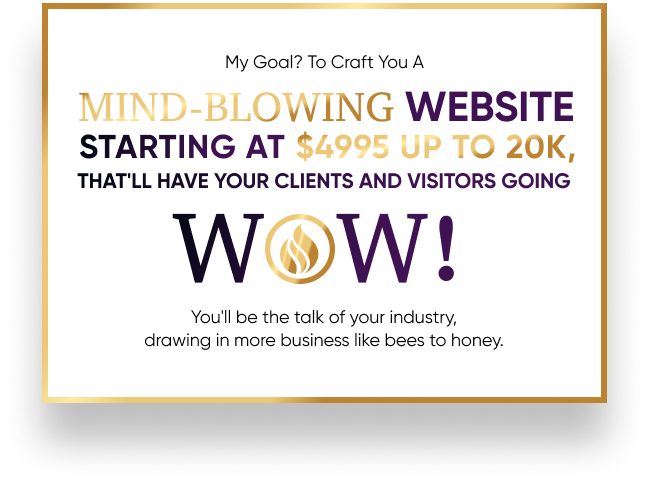 My Goal? To Craft You A
MIND-BLOWING WEBSITE
STARTING AT $4995 UP TO 20K,
THAT'LL HAVE YOUR CLIENTS AND VISITORS GOING
WOW!
You'll be the talk of your industry,
drawing in more business like bees to honey.